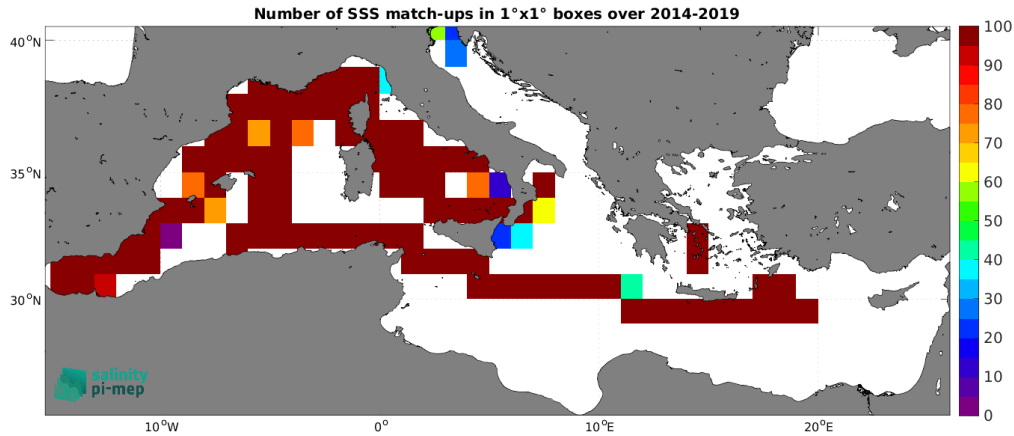 Number of SSS match-ups in 1°x1° boxes over 2014-2019
40°N
35°N
30°N
10°W
0°
10°E
20°E
100
90
80
70
60
50
40
30
20
10
0
salinity
pi-mep